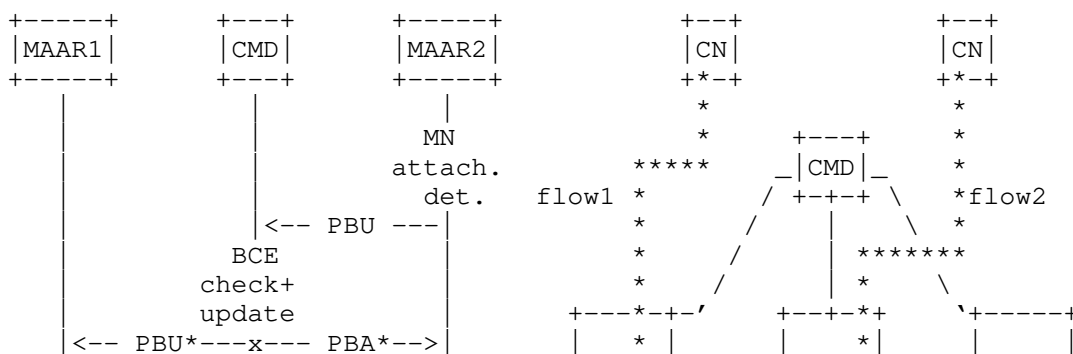 +-----+     +---+     +-----+           +--+              +--+
|MAAR1|     |CMD|     |MAAR2|           |CN|              |CN|
+-----+     +---+     +-----+           +*-+              +*-+
   |          |          |               *                 *
   |          |          MN              *    +---+        *
   |          |       attach.        *****   _|CMD|_       *
   |          |         det.   flow1 *      / +-+-+ \      *flow2
   |          |<-- PBU ---|         *     /    |    \     *
   |         BCE         |          *    /     | *******
   |        check+       |          *   /      | *    \
   |        update       |      +---*-+-'   +--+-*+    `+-----+
   |<-- PBU*---x--- PBA*-->|      |   * |     |    *|     |     |